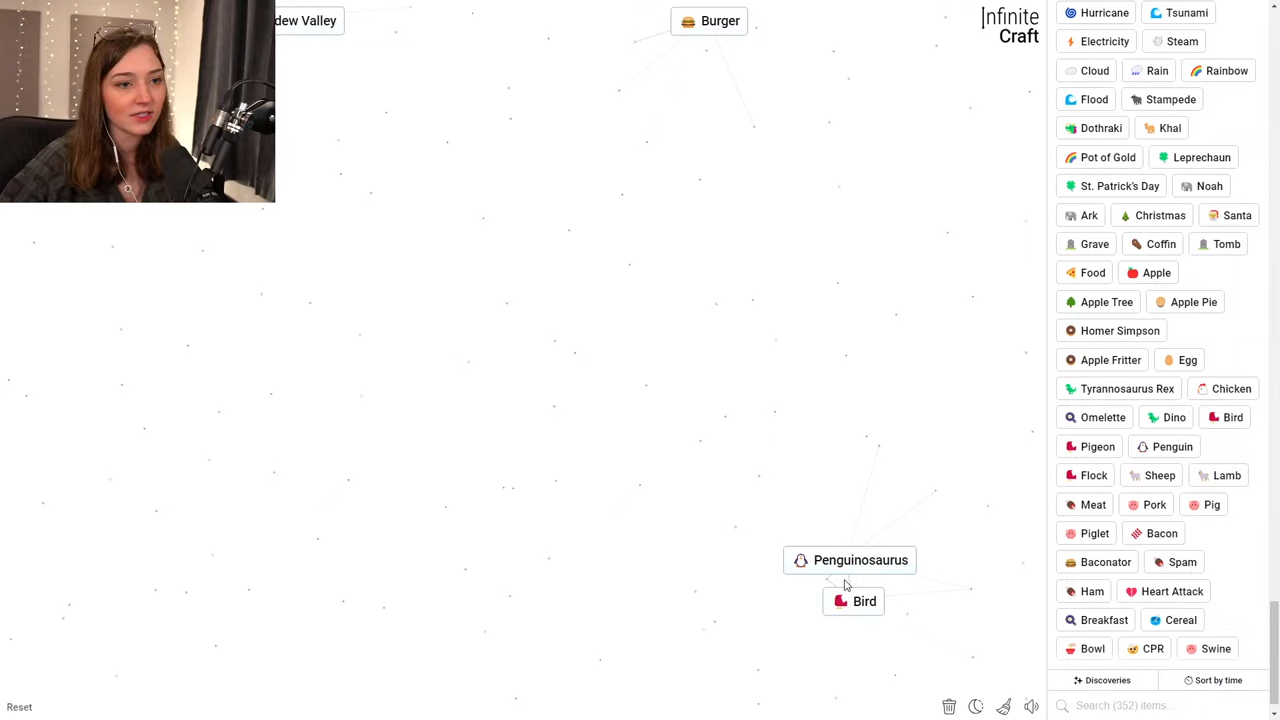 dew Valley
Burger
Infinite
Craft
Hurricane Tsunami
Electricity Steam
Cloud Rain Rainbow
Flood Stampede
Dothraki Khal
Pot of Gold Leprechaun
St. Patrick's Day Noah
Ark Christmas Santa
Grave Coffin Tomb
Food Apple
Apple Tree Apple Pie
Homer Simpson
Apple Fritter Egg
Tyrannosaurus Rex Chicken
Omelette Dino Bird
Pigeon Penguin
Flock Sheep Lamb
Meat Pork Pig
Piglet Bacon
Baconator Spam
Ham Heart Attack
Breakfast Cereal
Bowl CPR Swine
Penguinosaurus
Bird
Discoveries Sort by time
Search (352) items...
Reset